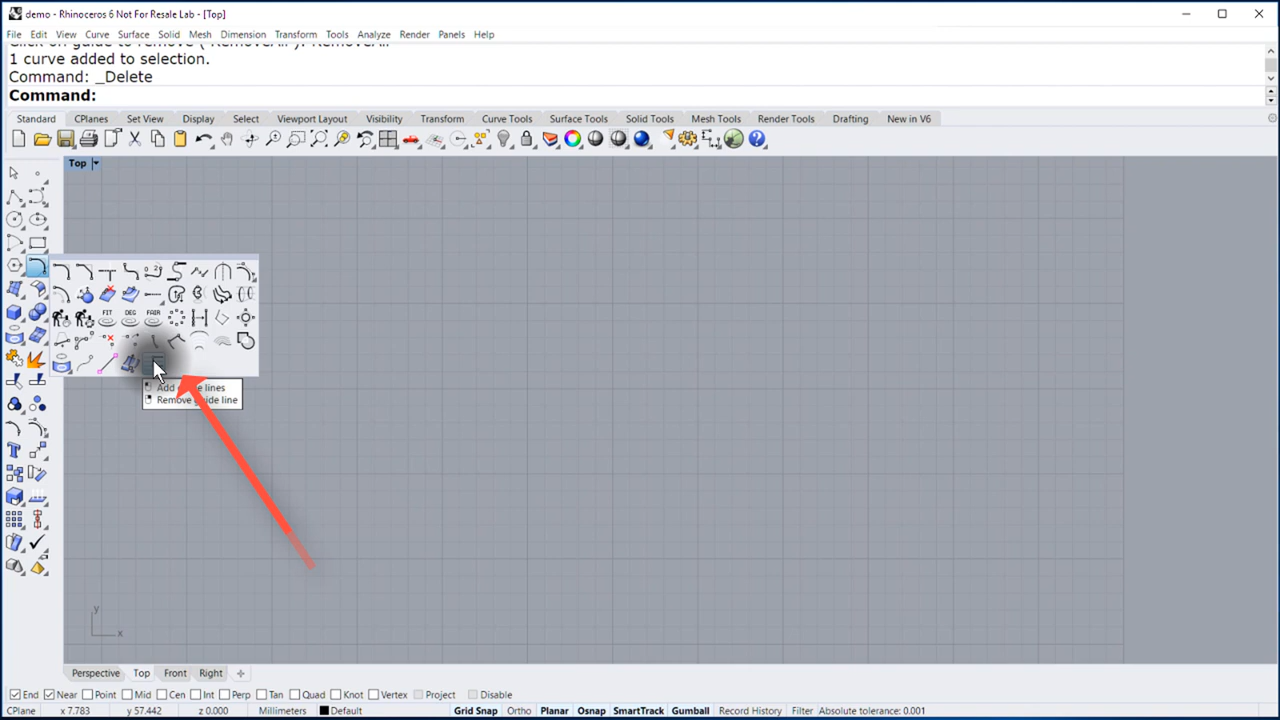 demo - Rhinoceros 6 Not For Resale Lab - [Top]
File Edit View Curve Surface Solid Mesh Dimension Transform Tools Analyze Render Panels Help
1 curve added to selection.
Command: _Delete
Command:
Standard CPlanes Set View Display Select Viewport Layout Visibility Transform Curve Tools Surface Tools Solid Tools Mesh Tools Render Tools Drafting New in V6
Top
FIT DEG FAIR
Add lines
Remove guide line
y
x
Perspective Top Front Right
End Near Point Mid Cen Int Perp Tan Quad Knot Vertex Project Disable
CPlane x 7.783 y 57.442 z 0.000 Millimeters Default Grid Snap Ortho Planar Osnap SmartTrack Gumball Record History Filter Absolute tolerance: 0.001